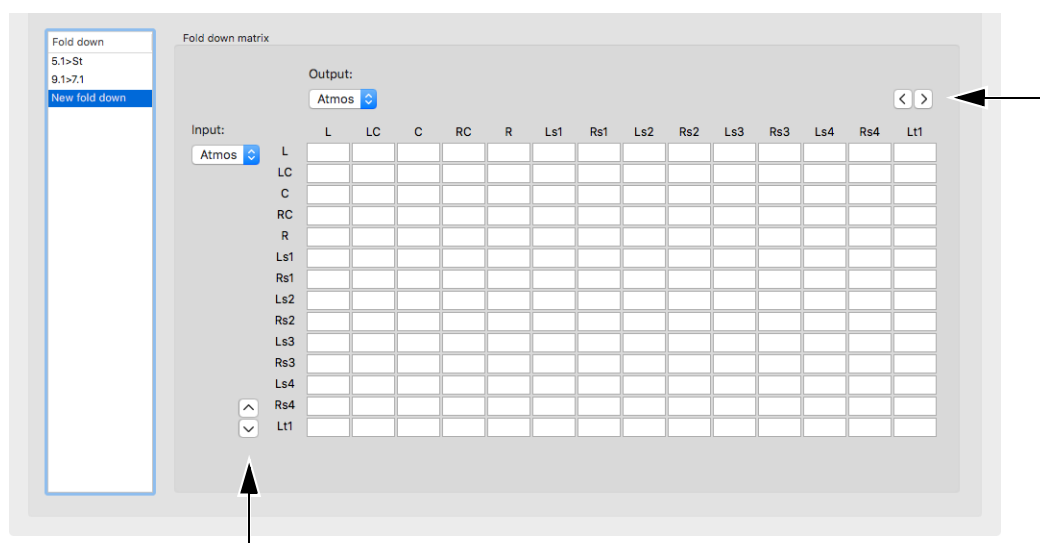 Fold down
5.1>St
9.1>7.1
New fold down
Fold down matrix
Output:
Atmos
Input:
Atmos
L LC C RC R Ls1 Rs1 Ls2 Rs2 Ls3 Rs3 Ls4 Rs4 Lt1
L
LC
C
RC
R
Ls1
Rs1
Ls2
Rs2
Ls3
Rs3
Ls4
Rs4
Lt1